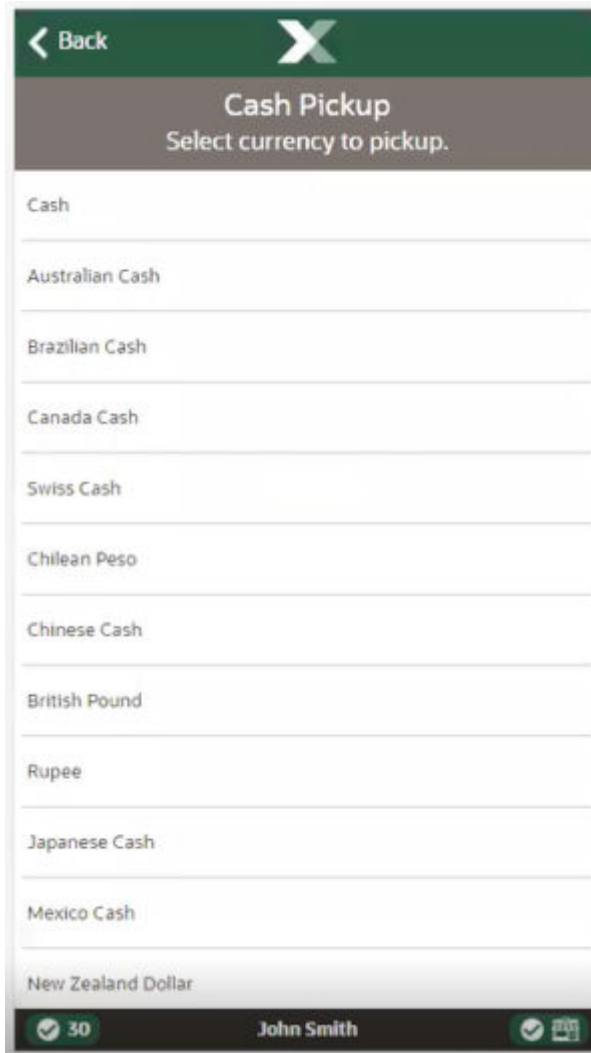 Back
Cash Pickup
Select currency to pickup.
Cash
Australian Cash
Brazilian Cash
Canada Cash
Swiss Cash
Chilean Peso
Chinese Cash
British Pound
Rupee
Japanese Cash
Mexico Cash
New Zealand Dollar
30
John Smith